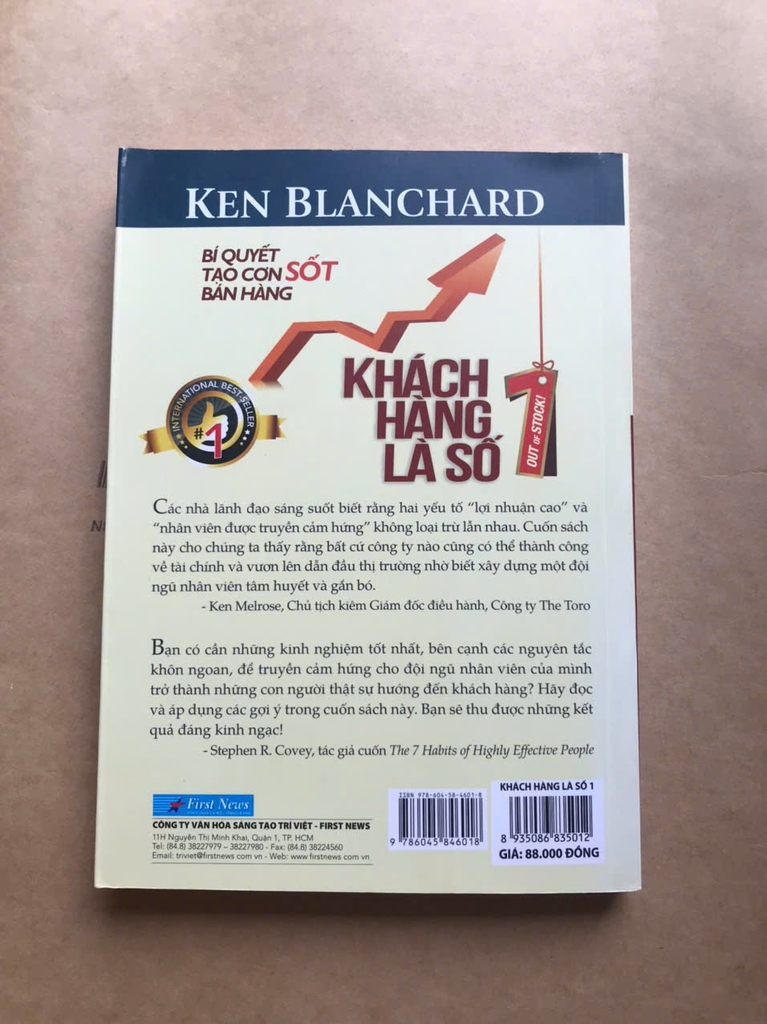 KEN BLANCHARD
BÍ QUYẾT
TẠO CƠN SỐT
BÁN HÀNG
INTERNATIONAL BEST-SELLER
#1
KHÁCH
HÀNG
LÀ SỐ
1
OUT OF STOCK!
Các nhà lãnh đạo sáng suốt biết rằng hai yếu tố “lợi nhuận cao” và
“nhân viên được truyền cảm hứng” không loại trừ lẫn nhau. Cuốn sách
này cho chúng ta thấy rằng bất cứ công ty nào cũng có thể thành công
về tài chính và vươn lên dẫn đầu thị trường nhờ biết xây dựng một đội
ngũ nhân viên tâm huyết và gắn bó.
- Ken Melrose, Chủ tịch kiêm Giám đốc điều hành, Công ty The Toro
Bạn có cần những kinh nghiệm tốt nhất, bên cạnh các nguyên tắc
khôn ngoan, để truyền cảm hứng cho đội ngũ nhân viên của mình
trở thành những con người thật sự hướng đến khách hàng? Hãy đọc
và áp dụng các gợi ý trong cuốn sách này. Bạn sẽ thu được những kết
quả đáng kinh ngạc!
- Stephen R. Covey, tác giả cuốn The 7 Habits of Highly Effective People
First News
CÔNG TY VĂN HÓA SÁNG TẠO TRÍ VIỆT - FIRST NEWS
11H Nguyễn Thị Minh Khai, Quận 1, TP. HCM
Tel: (84.8) 38227979 – 38227980 - Fax: (84.8) 38224560
Email: triviet@firstnews com vn - Web: www.firstnews com vn
ISBN 978-604-58-4601-8
9 786045 846018
KHÁCH HÀNG LÀ SỐ 1
8 935086 835012
GIÁ: 88.000 ĐỒNG